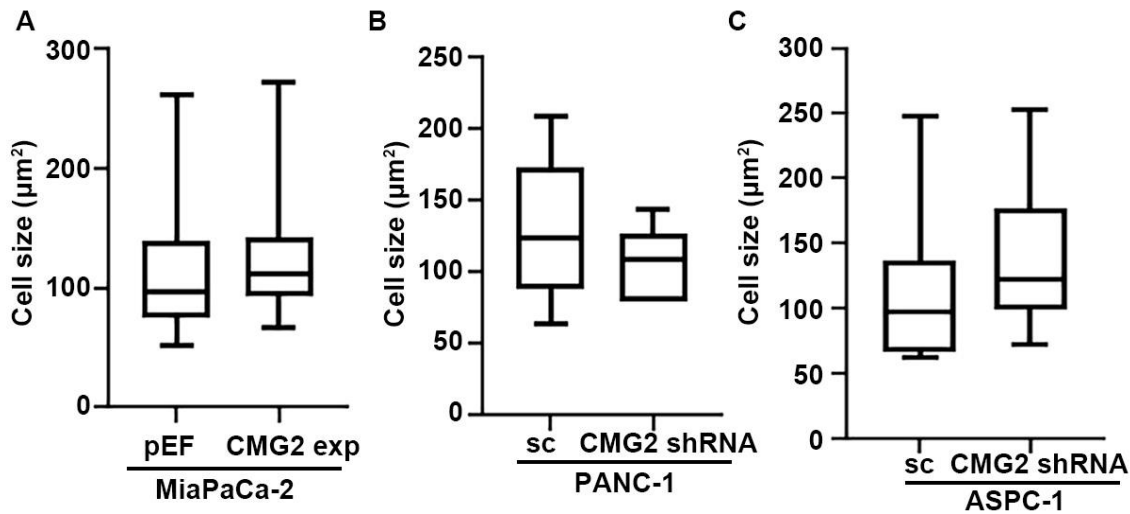 A
Cell size (μm²)
300
200
100
0
pEF CMG2 exp
MiaPaCa-2
B
Cell size (μm²)
250
200
150
100
50
0
sc CMG2 shRNA
PANC-1
C
Cell size (μm²)
300
250
200
150
100
50
0
sc CMG2 shRNA
ASPC-1